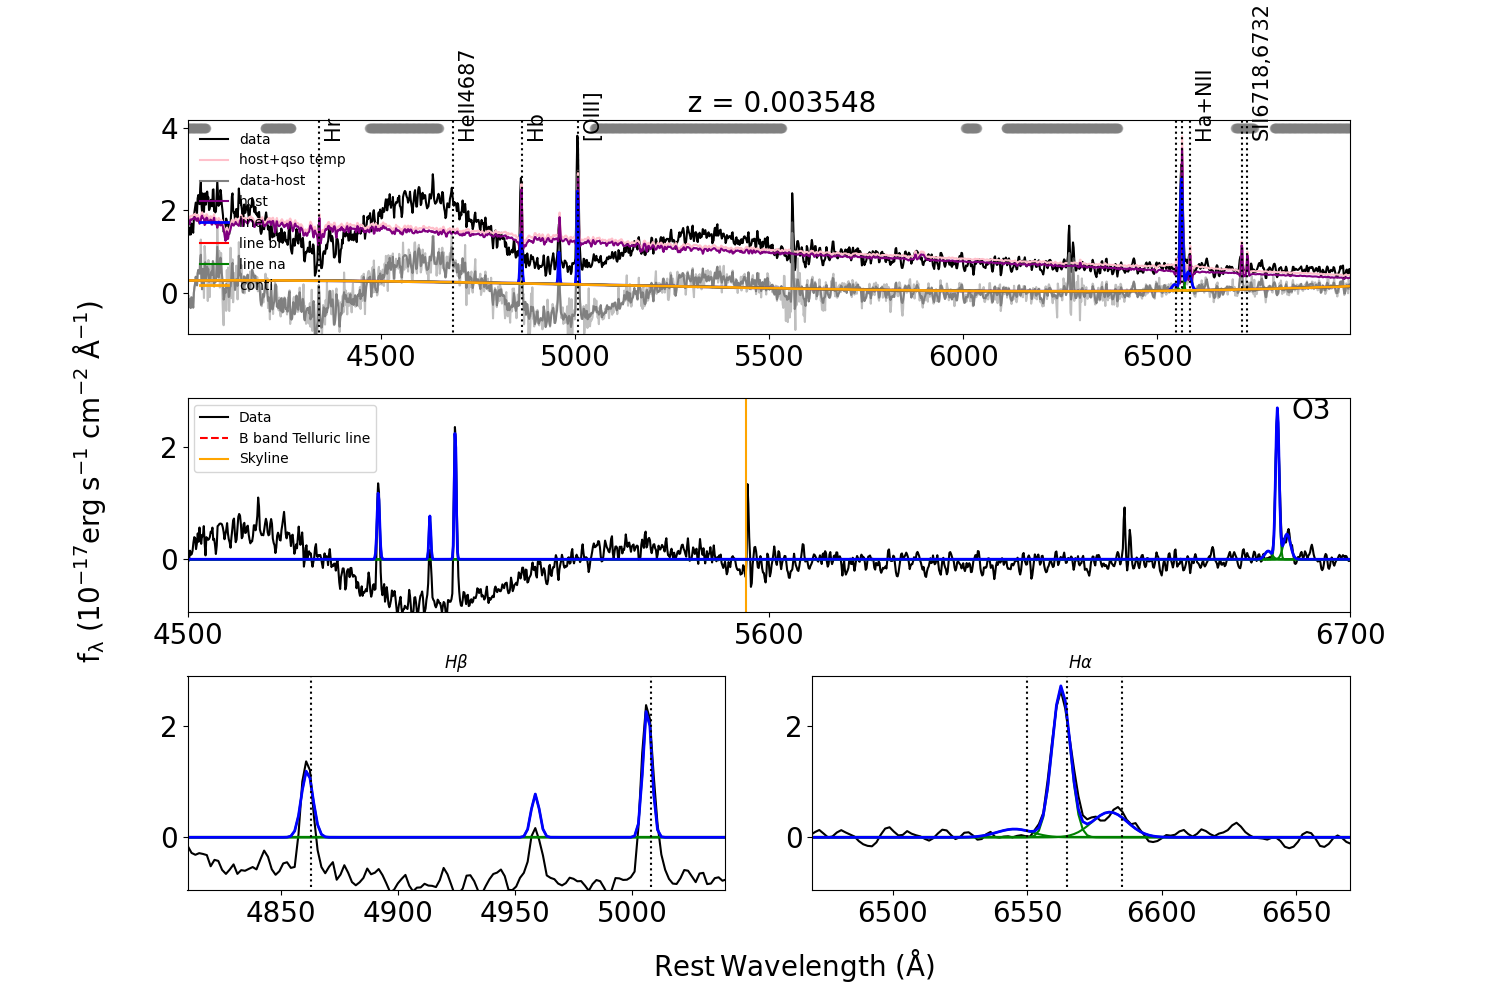 z = 0.003548
Hr
HeII4687
Hb
[OIII]
Ha+NII
SII6718,6732
data
host+qso temp
data-host
host
line br
line na
conti
4
2
0
4500
5000
5500
6000
6500
Data
B band Telluric line
Skyline
O3
2
0
4500
5600
6700
fλ (10⁻¹⁷erg s⁻¹ cm⁻² Å⁻¹)
Hβ
2
0
4850
4900
4950
5000
Hα
2
0
6500
6550
6600
6650
Rest Wavelength (Å)